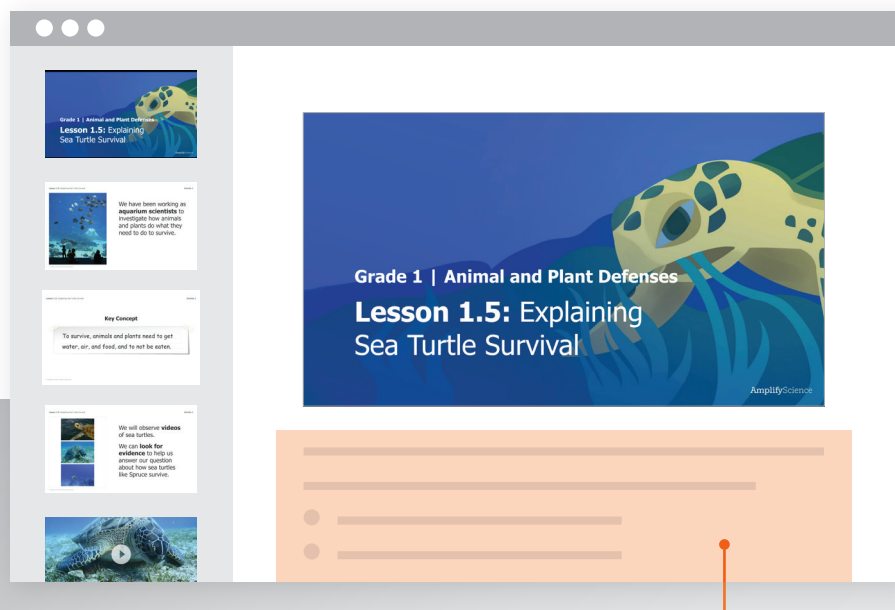 Grade 1 | Animal and Plant Defenses
Lesson 1.5: Explaining
Sea Turtle Survival
We have been working as
aquarium scientists to
investigate how animals
and plants do what they
need to do to survive.
Key Concept
To survive, animals and plants need to get
water, air, and food, and to not be eaten.
We will observe videos
of sea turtles.
We can look for
evidence to help us
answer our question
about how sea turtles
like Spruce survive.
Grade 1 | Animal and Plant Defenses
Lesson 1.5: Explaining
Sea Turtle Survival
AmplifyScience